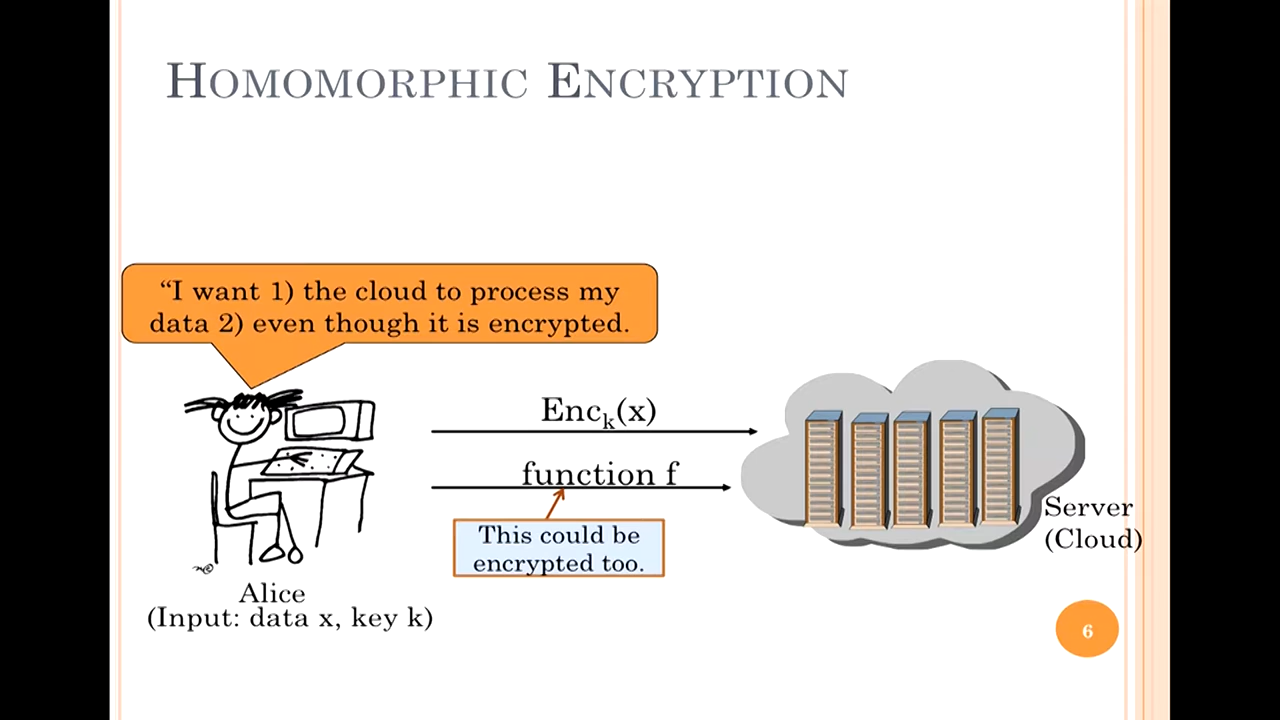 HOMOMORPHIC ENCRYPTION
“I want 1) the cloud to process my
data 2) even though it is encrypted.
Enck(x)
function f
This could be
encrypted too.
Server
(Cloud)
Alice
(Input: data x, key k)
6